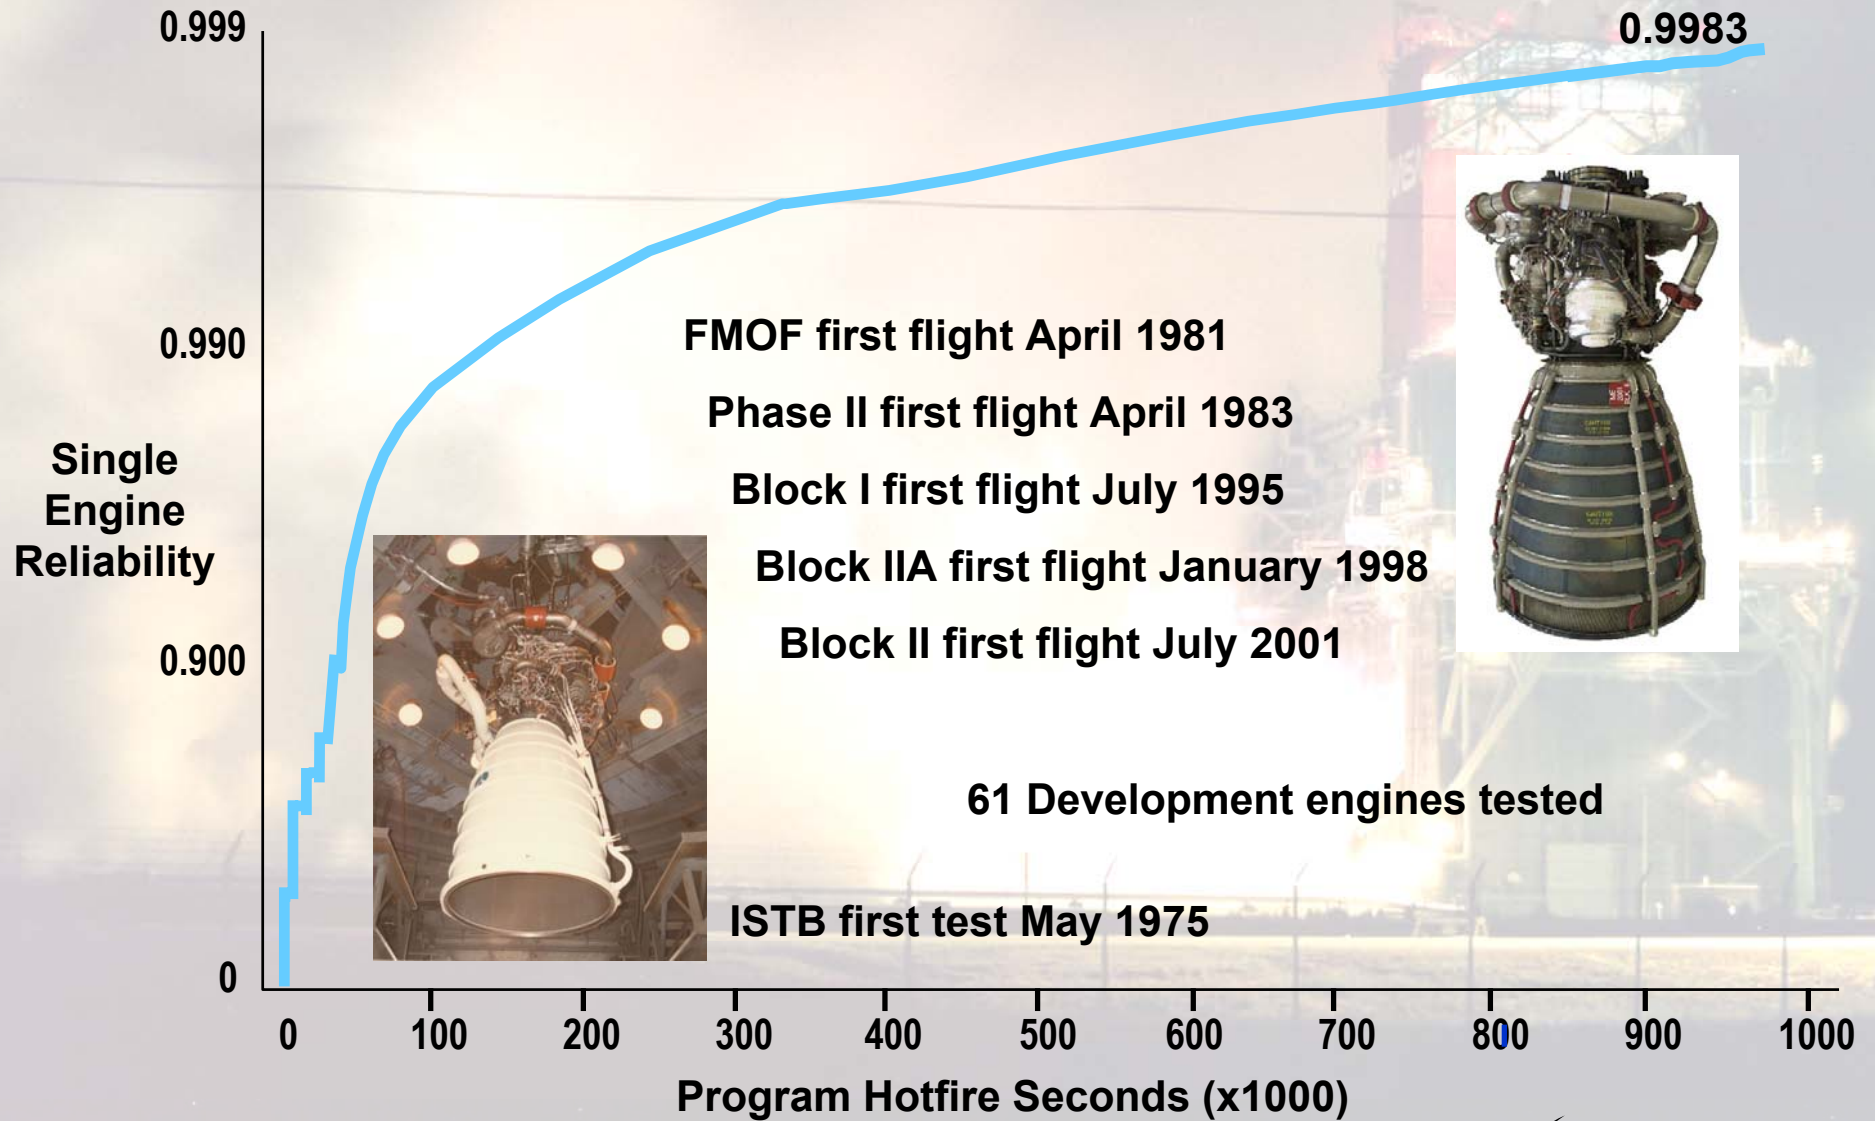 0.999
0.9983
0.990
FMOF first flight April 1981
Phase II first flight April 1983
Single
Engine
Reliability
Block I first flight July 1995
Block IIA first flight January 1998
Block II first flight July 2001
0.900
61 Development engines tested
ISTB first test May 1975
0
0 100 200 300 400 500 600 700 800 900 1000
Program Hotfire Seconds (x1000)